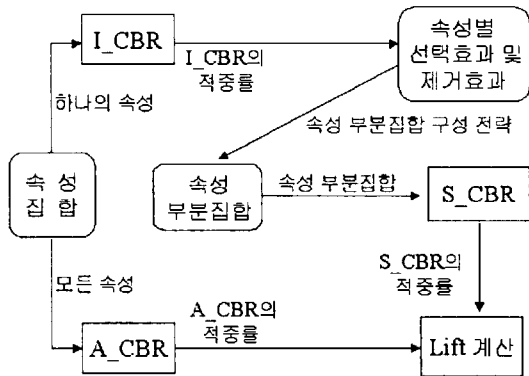 I_CBR
I_CBR의
적중률
속성별
선택효과 및
제거효과
하나의 속성
속성 부분집합 구성 전략
속 성
집 합
속성
부분집합
속성 부분집합
S_CBR
모든 속성
A_CBR의
적중률
S_CBR의
적중률
A_CBR
Lift 계산